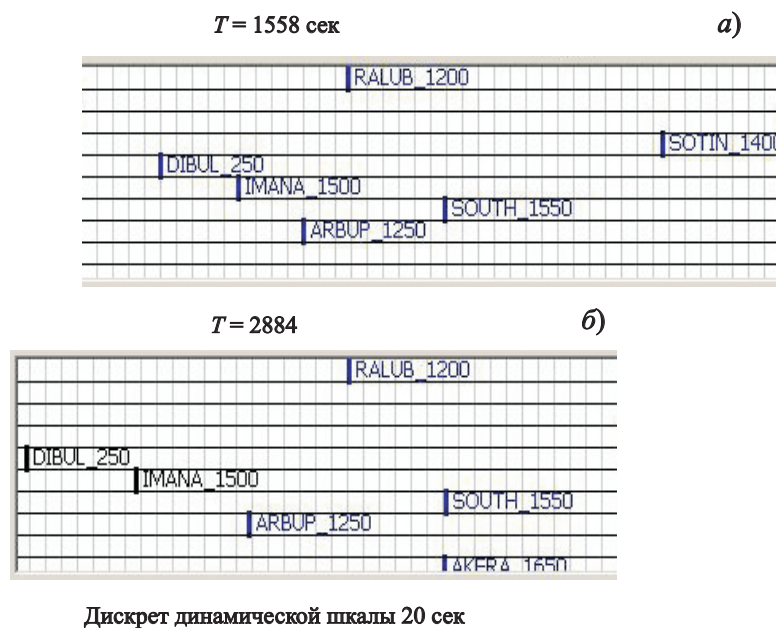 T = 1558 сек
а)
RALUB_1200
SOTIN_1400
DIBUL_250
IMANA_1500
SOUTH_1550
ARBUP_1250
T = 2884
б)
RALUB_1200
DIBUL_250
IMANA_1500
SOUTH_1550
ARBUP_1250
AKERA_1650
Дискрет динамической шкалы 20 сек